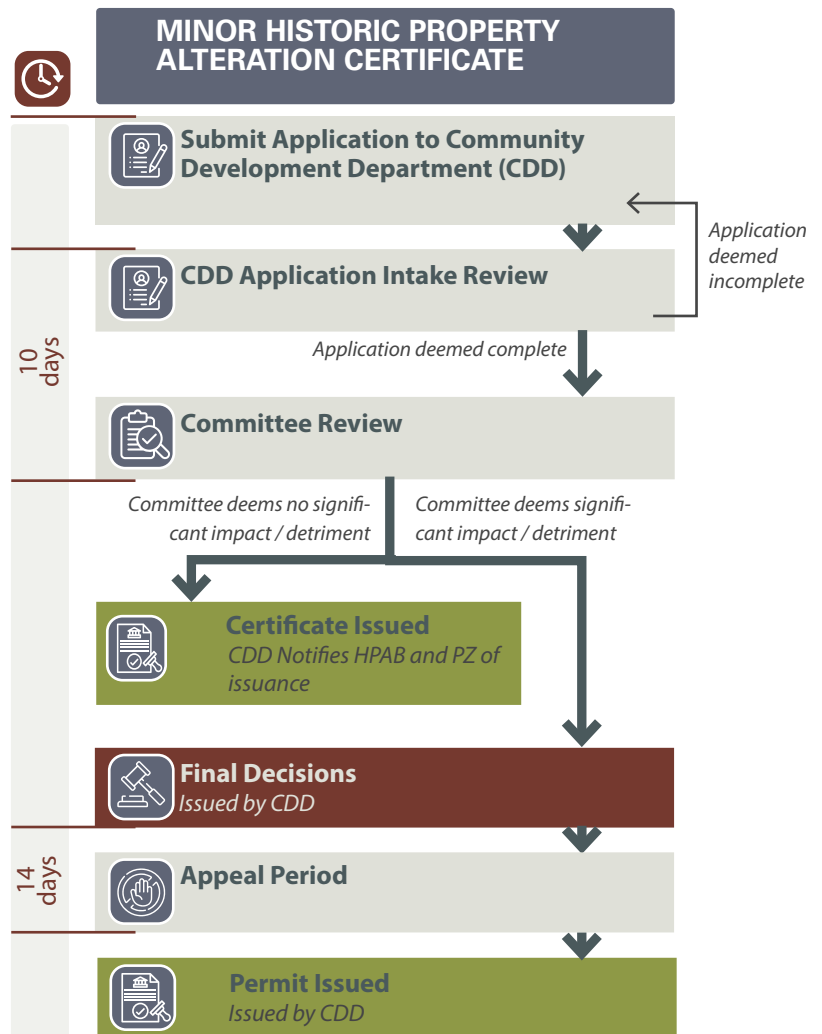 MINOR HISTORIC PROPERTY
ALTERATION CERTIFICATE
Submit Application to Community
Development Department (CDD)
Application
deemed
incomplete
CDD Application Intake Review
10
days
Application deemed complete
Committee Review
Committee deems no signifi-
cant impact / detriment
Committee deems signifi-
cant impact / detriment
Certificate Issued
CDD Notifies HPAB and PZ of
issuance
Final Decisions
Issued by CDD
14
days
Appeal Period
Permit Issued
Issued by CDD